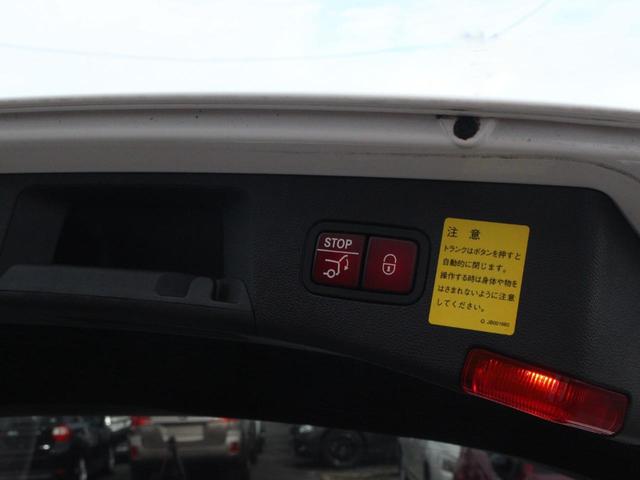 STOP
注意
トランクはボタンを押すと
自動的に閉じます。
操作する時は身体や物を
はさまれないように注意
してください。